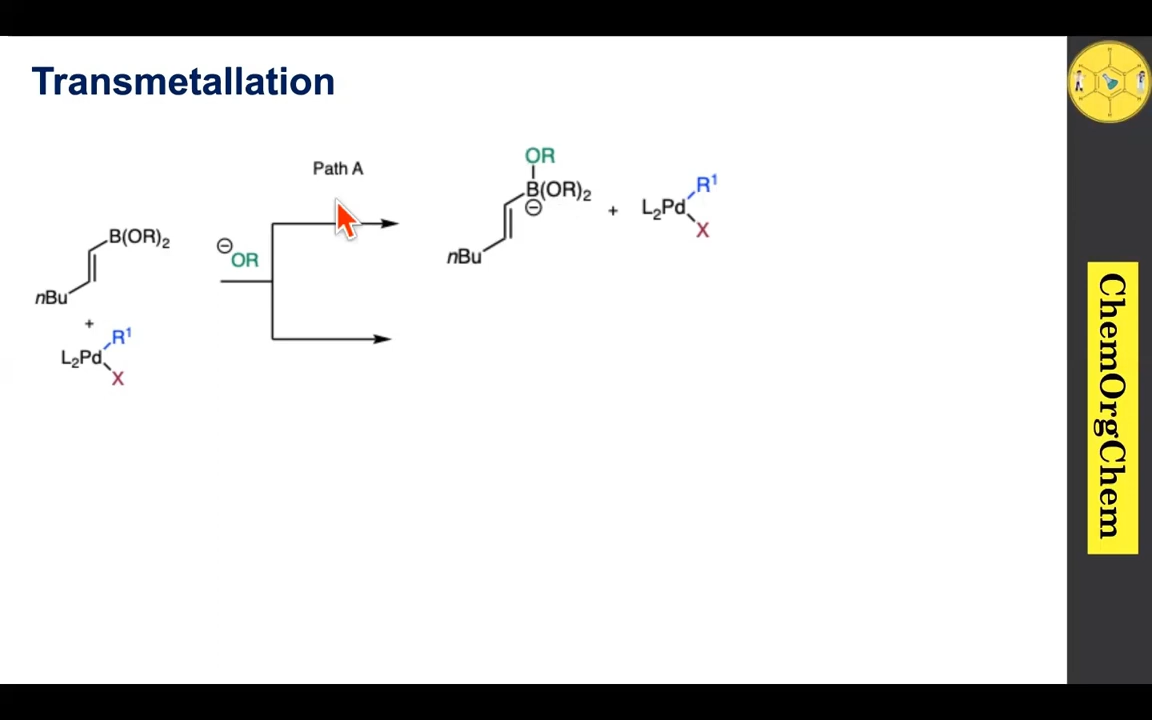 Transmetallation
Path A
OR
B(OR)₂
⊖
nBu
+
L₂Pd
R¹
X
B(OR)₂
nBu
+
L₂Pd
R¹
X
⊖
OR
ChemOrgChem